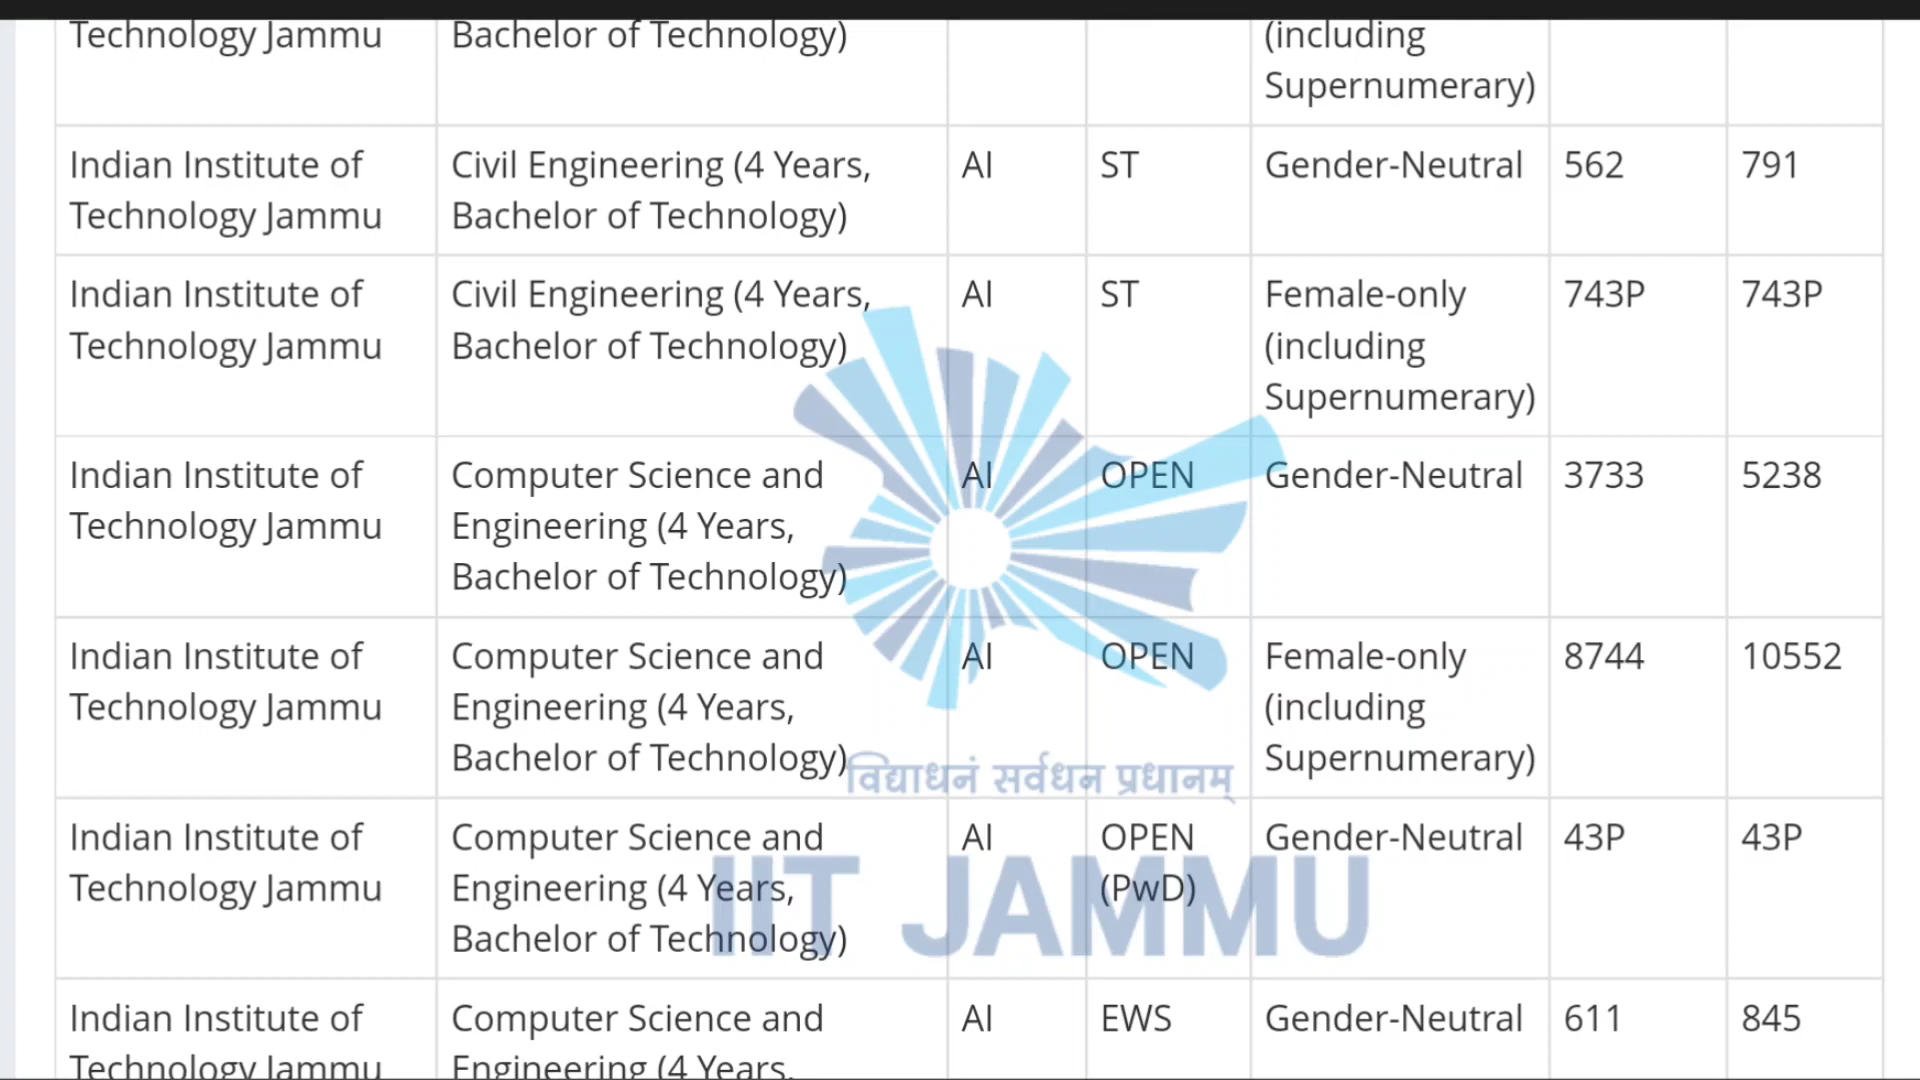 Technology Jammu
Bachelor of Technology)
(including
Supernumerary)
Indian Institute of
Technology Jammu
Civil Engineering (4 Years,
Bachelor of Technology)
AI
ST
Gender-Neutral
562
791
Indian Institute of
Technology Jammu
Civil Engineering (4 Years,
Bachelor of Technology)
AI
ST
Female-only
(including
Supernumerary)
743P
743P
Indian Institute of
Technology Jammu
Computer Science and
Engineering (4 Years,
Bachelor of Technology)
AI
OPEN
Gender-Neutral
3733
5238
Indian Institute of
Technology Jammu
Computer Science and
Engineering (4 Years,
Bachelor of Technology)
AI
OPEN
Female-only
(including
Supernumerary)
8744
10552
विद्याधनं सर्वधन प्रधानम्
Indian Institute of
Technology Jammu
Computer Science and
Engineering (4 Years,
Bachelor of Technology)
AI
OPEN
(PwD)
Gender-Neutral
43P
43P
IIT JAMMU
Indian Institute of
Technology Jammu
Computer Science and
Engineering (4 Years,
AI
EWS
Gender-Neutral
611
845